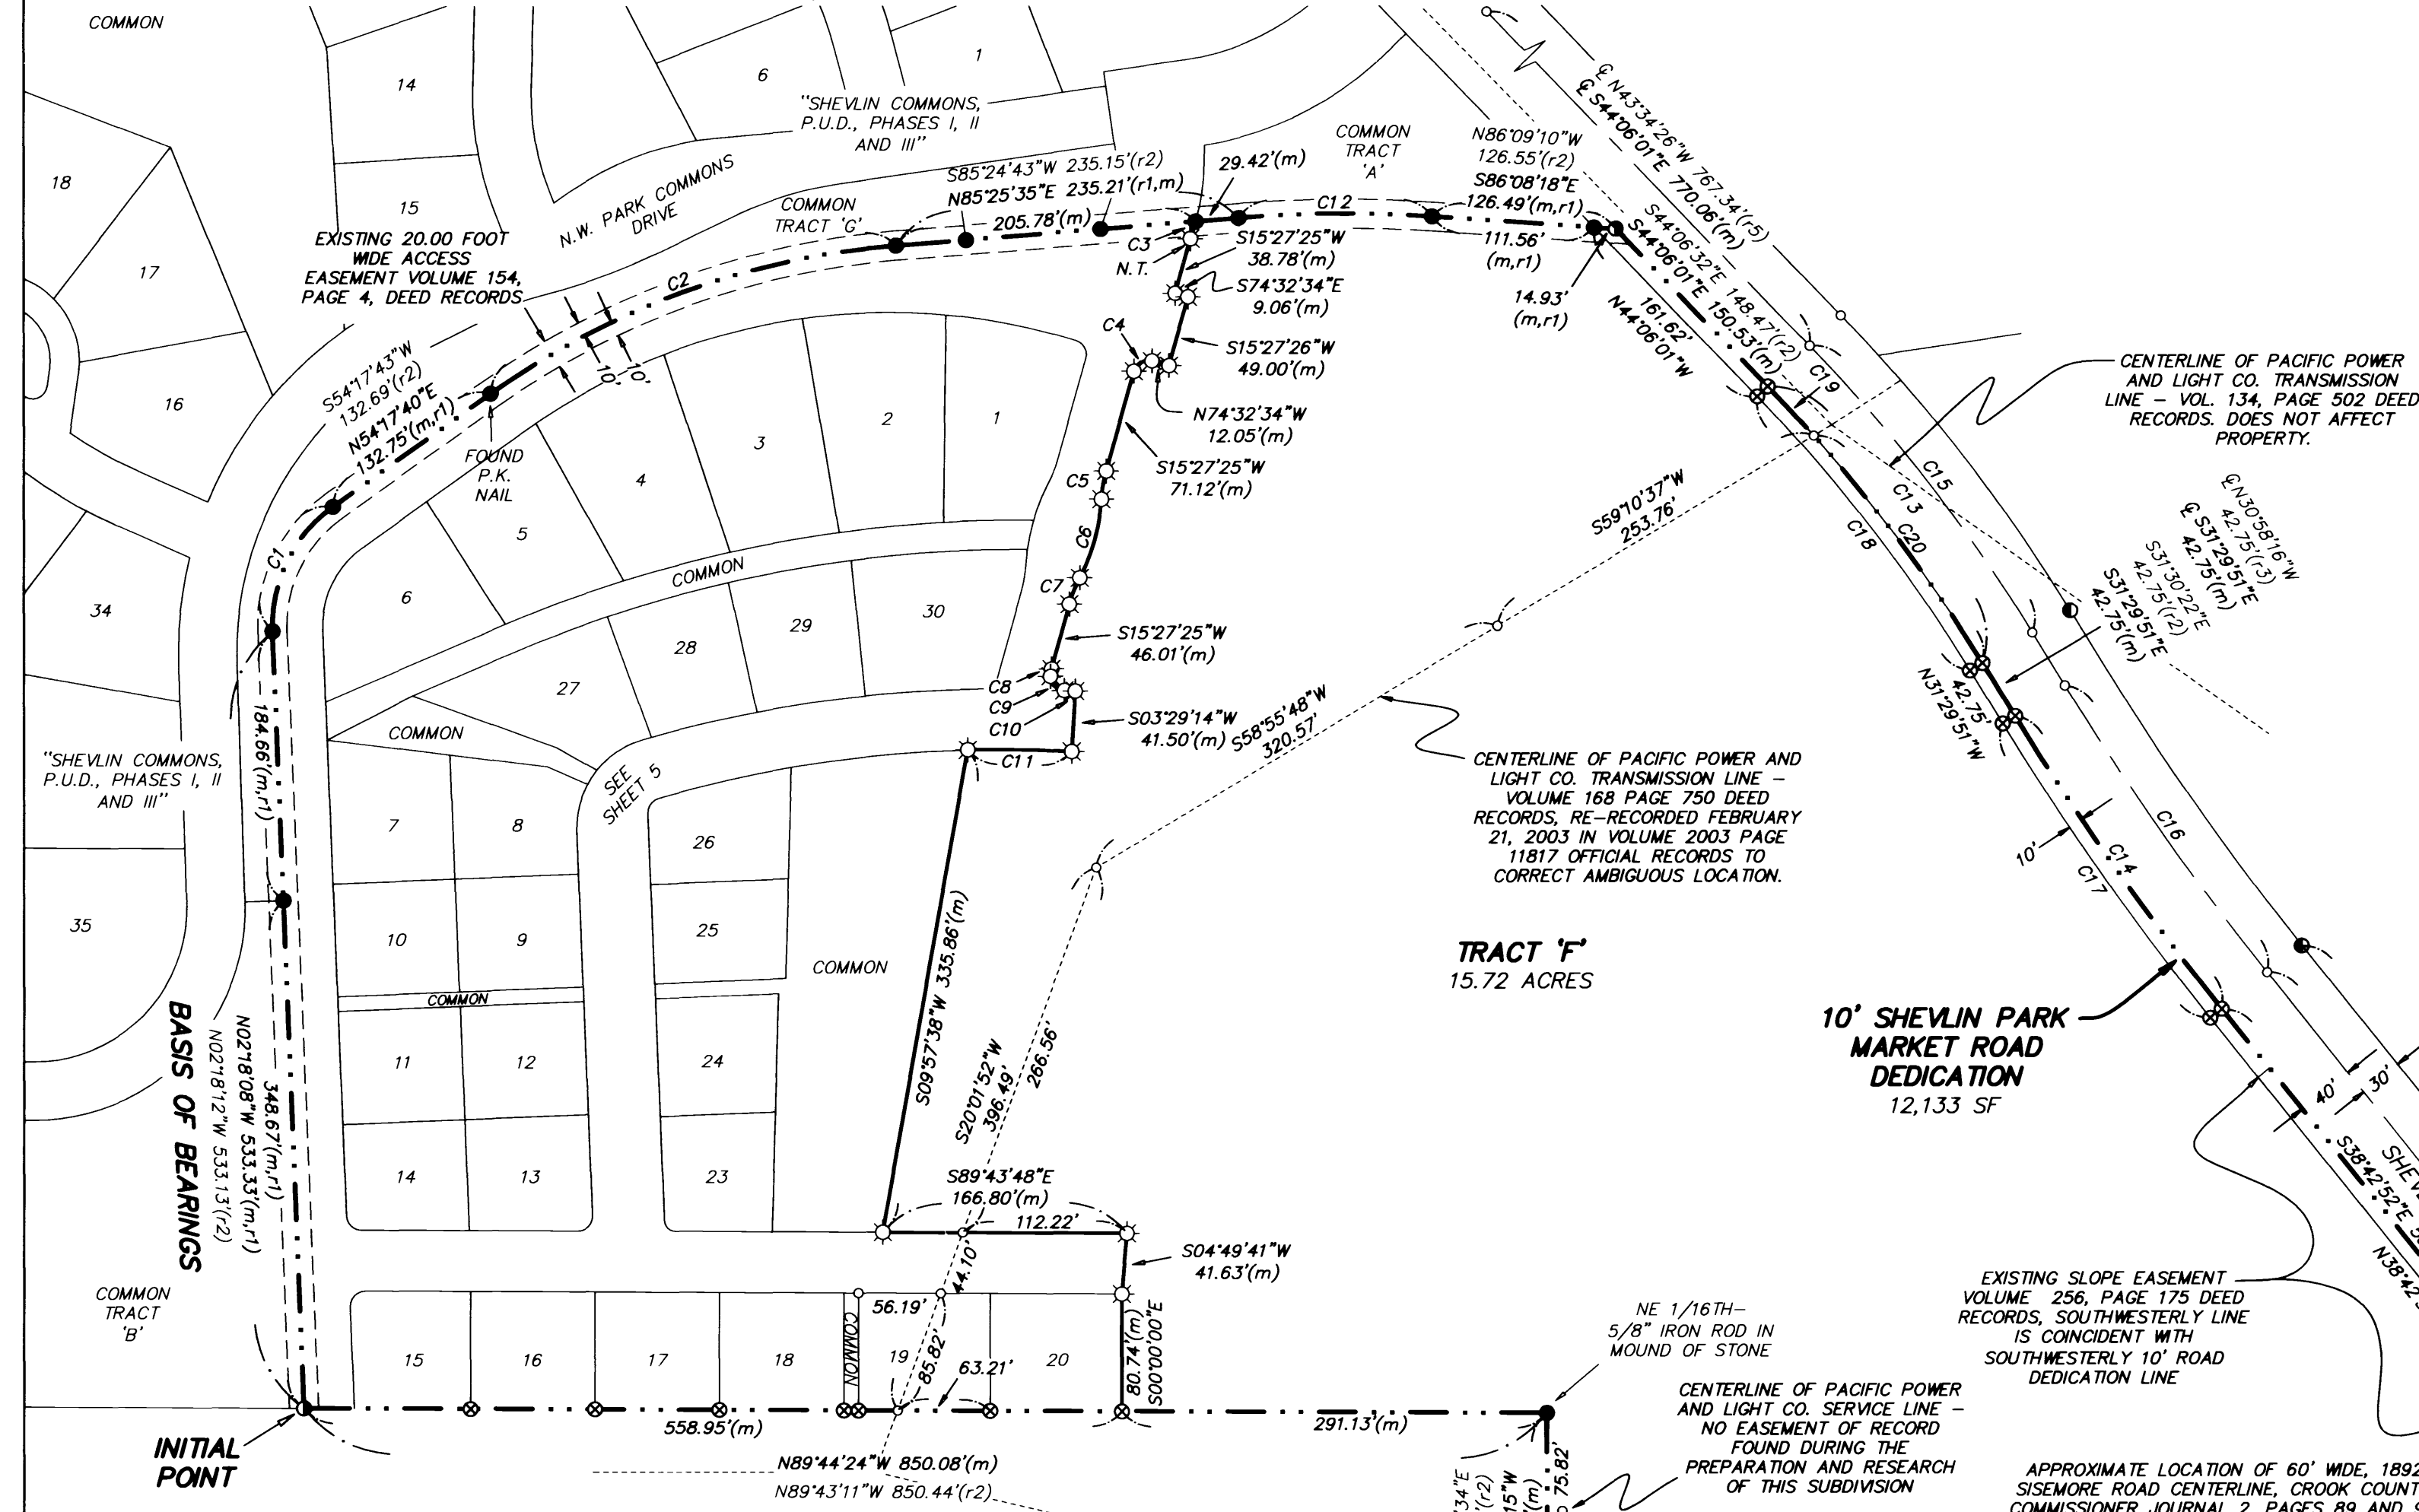 COMMON
14
6
1
18
15
17
16
"SHEVLIN COMMONS,
P.U.D., PHASES I, II
AND III"
N.W. PARK COMMONS
DRIVE
EXISTING 20.00 FOOT
WIDE ACCESS
EASEMENT VOLUME 154,
PAGE 4, DEED RECORDS
COMMON
TRACT 'G'
S85°24'43"W 235.15'(r2)
N85°25'35"E 235.21'(r1,m)
205.78'(m)
29.42'(m)
COMMON
TRACT
'A'
C12
N86°09'10"W
126.55'(r2)
S86°08'18"E
126.49'(m,r1)
111.56'
(m,r1)
14.93'
(m,r1)
℄ N43°34'26"W 767.34'(r5)
℄ S44°06'01"E 770.06'(m)
S44°06'32"E 148.47'(r2)
S44°06'01"E 150.53'(m)
161.62'
N44°06'01"W
C3
N.T.
S15°27'25"W
38.78'(m)
S74°32'34"E
9.06'(m)
C2
C4
S15°27'26"W
49.00'(m)
N74°32'34"W
12.05'(m)
S15°27'25"W
71.12'(m)
10'
10'
S54°17'43"W
132.69'(r2)
N54°17'40"E
132.75'(m,r1)
FOUND
P.K.
NAIL
1
2
3
4
5
6
C5
C6
C7
C1
COMMON
30
29
28
27
S15°27'25"W
46.01'(m)
C8
C9
C10
S03°29'14"W
41.50'(m)
C11
C19
CENTERLINE OF PACIFIC POWER
AND LIGHT CO. TRANSMISSION
LINE - VOL. 134, PAGE 502 DEED
RECORDS. DOES NOT AFFECT
PROPERTY.
S59°10'37"W
253.76'
C15
C13
C20
C18
℄ N30°58'16"W
42.75'(r3)
℄ S31°29'51"E
42.75'(m)
S31°30'22"E
42.75'(r2)
S31°29'51"E
42.75'(m)
42.75'
N31°29'51"W
S58°55'48"W
320.57'
CENTERLINE OF PACIFIC POWER AND
LIGHT CO. TRANSMISSION LINE -
VOLUME 168 PAGE 750 DEED
RECORDS, RE-RECORDED FEBRUARY
21, 2003 IN VOLUME 2003 PAGE
11817 OFFICIAL RECORDS TO
CORRECT AMBIGUOUS LOCATION.
34
184.66'(m,r1)
COMMON
"SHEVLIN COMMONS,
P.U.D., PHASES I, II
AND III"
SEE
SHEET 5
7
8
26
10
9
25
35
COMMON
COMMON
S09°57'38"W 335.86'(m)
S20°01'52"W
396.49'
266.56'
TRACT 'F'
15.72 ACRES
C16
10'
C14
C17
10' SHEVLIN PARK
MARKET ROAD
DEDICATION
12,133 SF
40'
30'
S38°42'52"E
BASIS OF BEARINGS
348.67'(m,r1)
N02°18'08"W 533.33'(m,r1)
N02°18'12"W 533.13'(r2)
11
12
24
14
13
23
S89°43'48"E
166.80'(m)
112.22'
S04°49'41"W
41.63'(m)
44.10'
56.19'
COMMON
TRACT
'B'
15
16
17
18
COMMON
19
85.82'
63.21'
20
80.74'(m)
S00°00'00"E
INITIAL
POINT
558.95'(m)
291.13'(m)
N89°44'24"W 850.08'(m)
N89°43'11"W 850.44'(r2)
NE 1/16TH-
5/8" IRON ROD IN
MOUND OF STONE
75.82'
CENTERLINE OF PACIFIC POWER
AND LIGHT CO. SERVICE LINE -
NO EASEMENT OF RECORD
FOUND DURING THE
PREPARATION AND RESEARCH
OF THIS SUBDIVISION
EXISTING SLOPE EASEMENT
VOLUME 256, PAGE 175 DEED
RECORDS, SOUTHWESTERLY LINE
IS COINCIDENT WITH
SOUTHWESTERLY 10' ROAD
DEDICATION LINE
APPROXIMATE LOCATION OF 60' WIDE, 1892
SISEMORE ROAD CENTERLINE, CROOK COUNT
COMMISSIONER JOURNAL 2, PAGES 89 AND